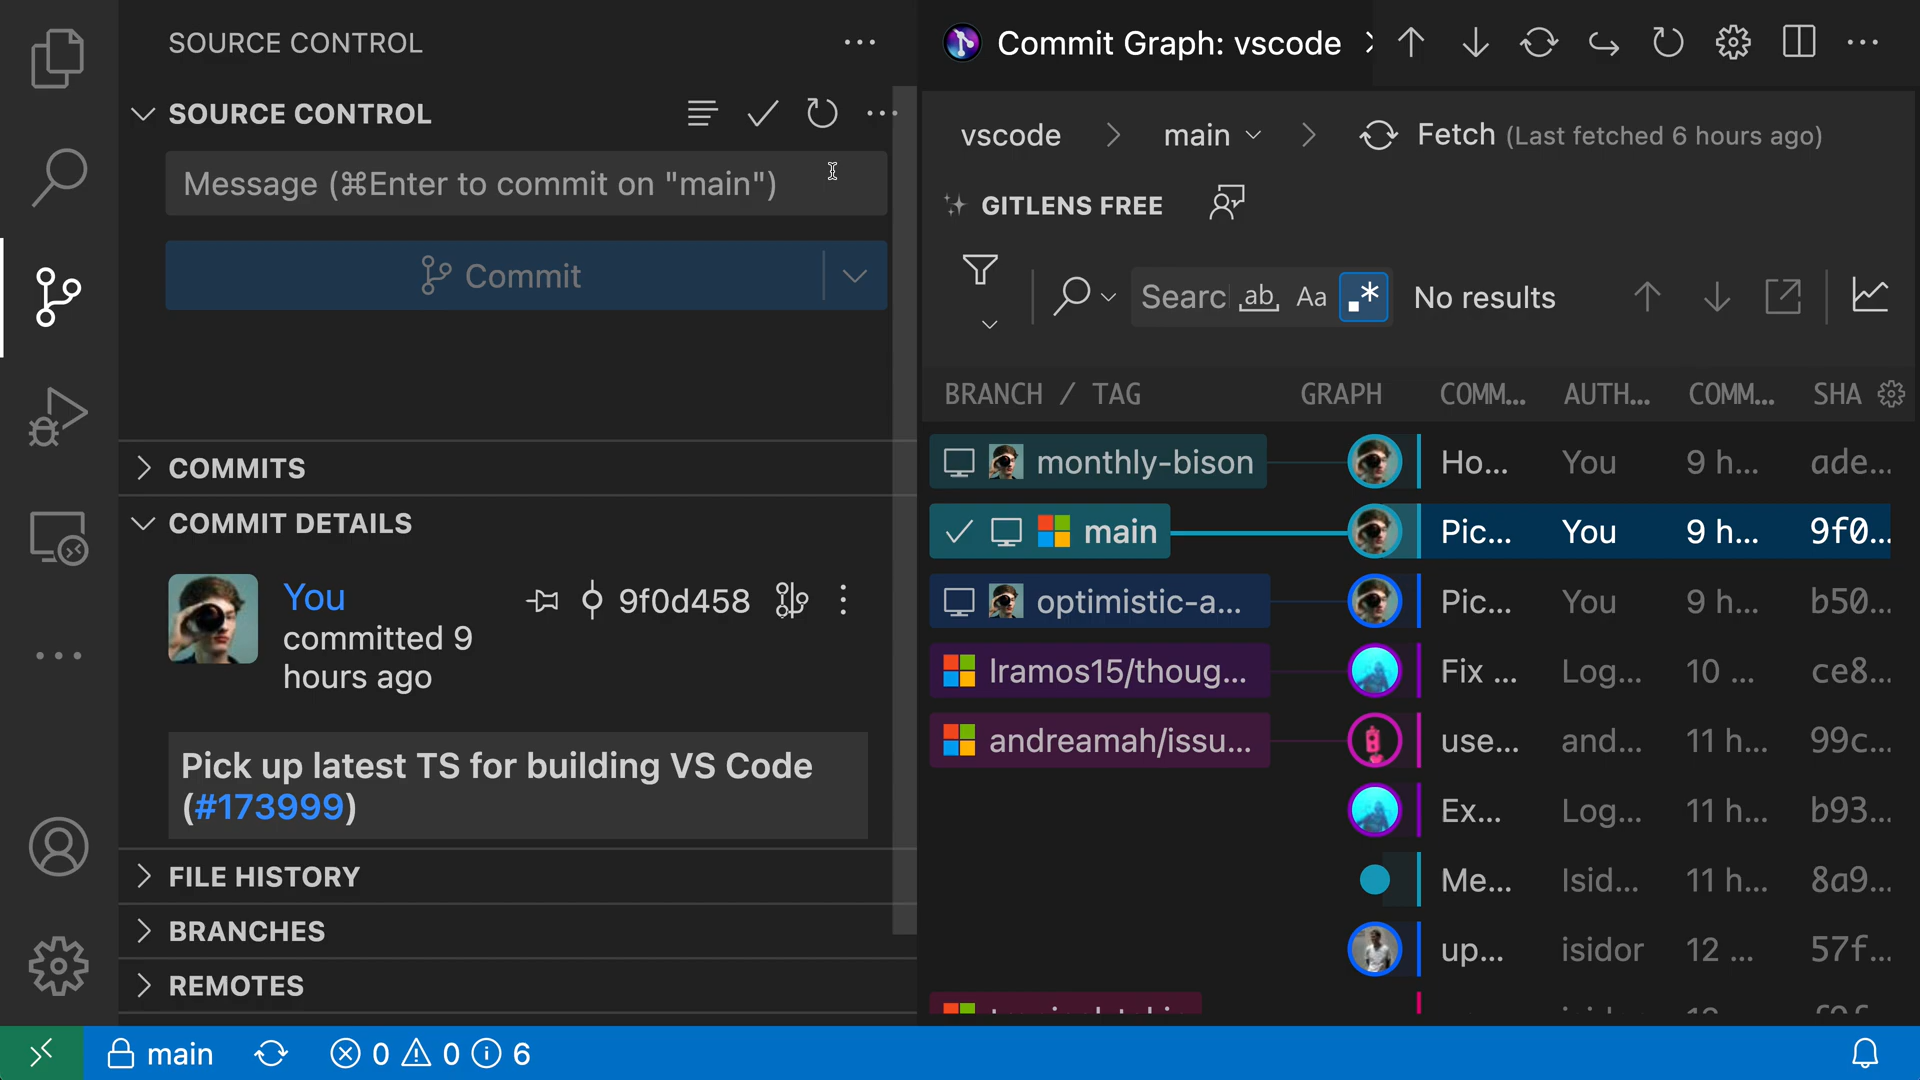 SOURCE CONTROL
SOURCE CONTROL
Message (⌘Enter to commit on "main")
Commit
COMMITS
COMMIT DETAILS
You
committed 9
hours ago
9f0d458
Pick up latest TS for building VS Code
(#173999)
FILE HISTORY
BRANCHES
REMOTES
Commit Graph: vscode
vscode main Fetch (Last fetched 6 hours ago)
GITLENS FREE
Searc ab Aa .* No results
BRANCH / TAG GRAPH COMM... AUTH... COMM... SHA
monthly-bison Ho... You 9 h... ade...
main Pic... You 9 h... 9f0...
optimistic-a... Pic... You 9 h... b50...
lramos15/thoug... Fix ... Log... 10 ... ce8...
andreamah/issu... use... and... 11 h... 99c...
Ex... Log... 11 h... b93...
Me... Isid... 11 h... 8a9...
up... isidor 12 ... 57f...
main 0 0 6